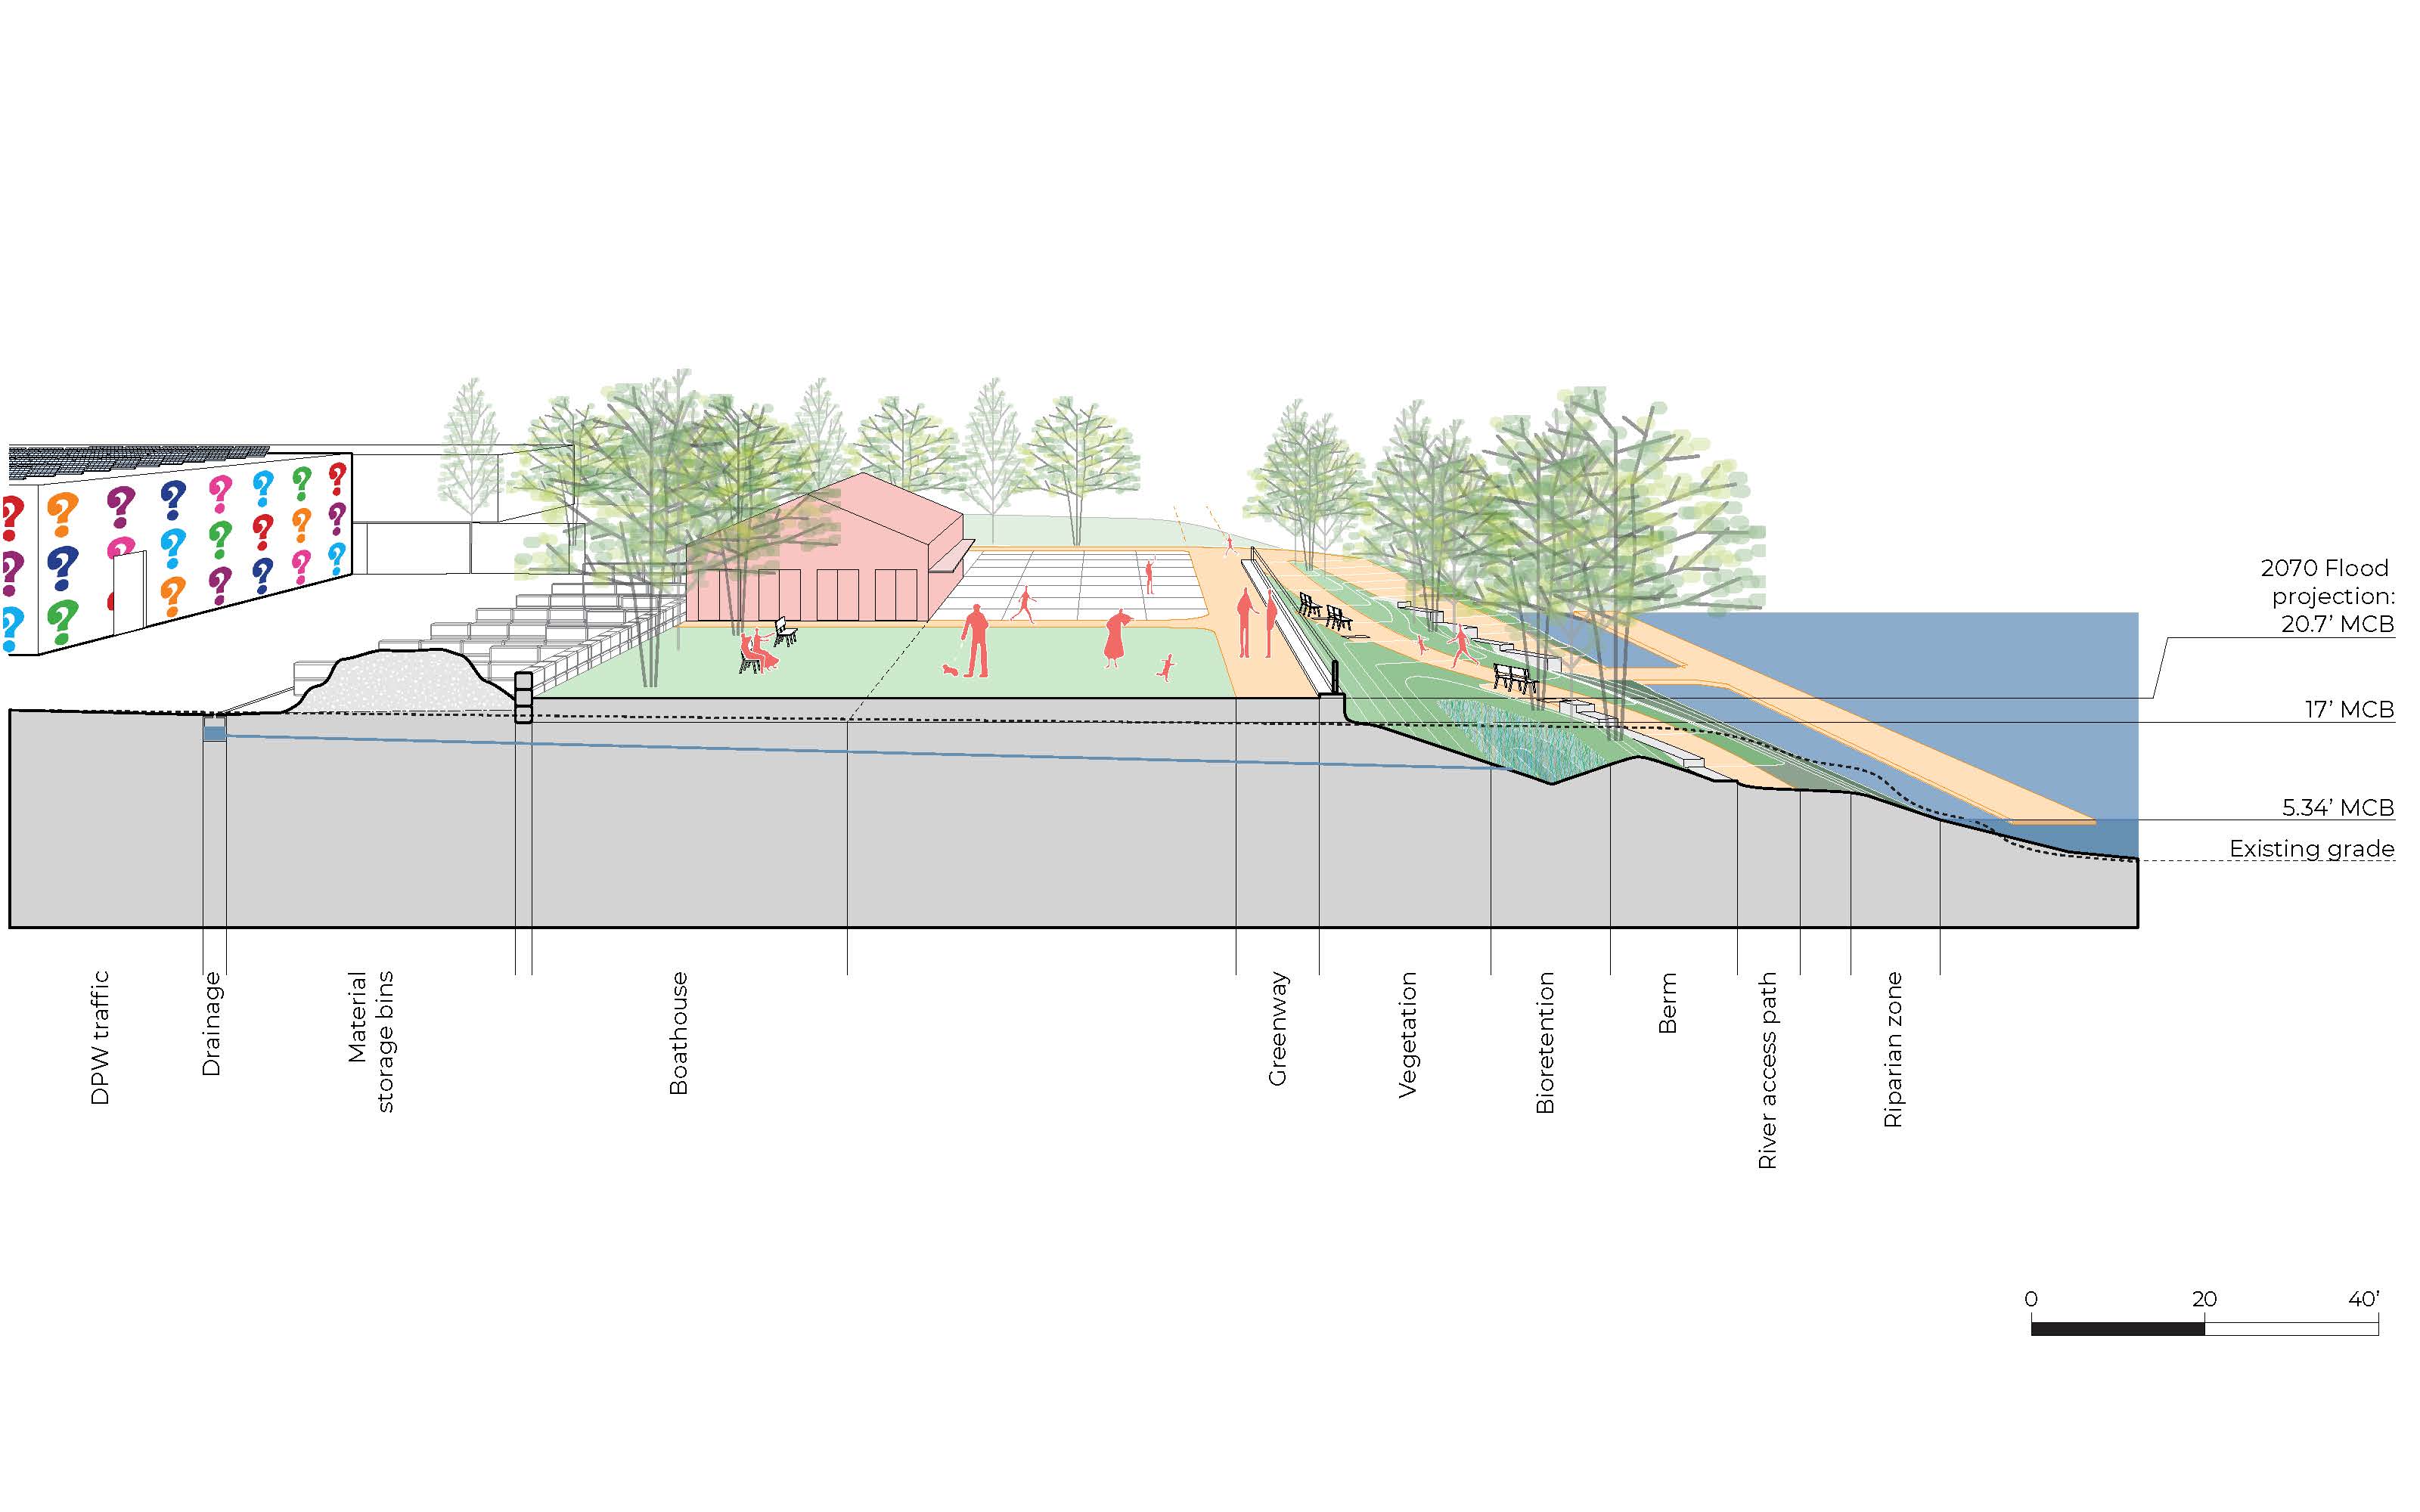 2070 Flood
projection:
20.7’ MCB
17’ MCB
5.34’ MCB
Existing grade
DPW traffic
Drainage
Material
storage bins
Boathouse
Greenway
Vegetation
Bioretention
Berm
River access path
Riparian zone
0 20 40’